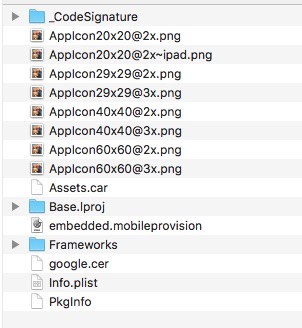 _CodeSignature
AppIcon20x20@2x.png
AppIcon20x20@2x~ipad.png
AppIcon29x29@2x.png
AppIcon29x29@3x.png
AppIcon40x40@2x.png
AppIcon40x40@3x.png
AppIcon60x60@2x.png
AppIcon60x60@3x.png
Assets.car
Base.lproj
embedded.mobileprovision
Frameworks
google.cer
Info.plist
PkgInfo